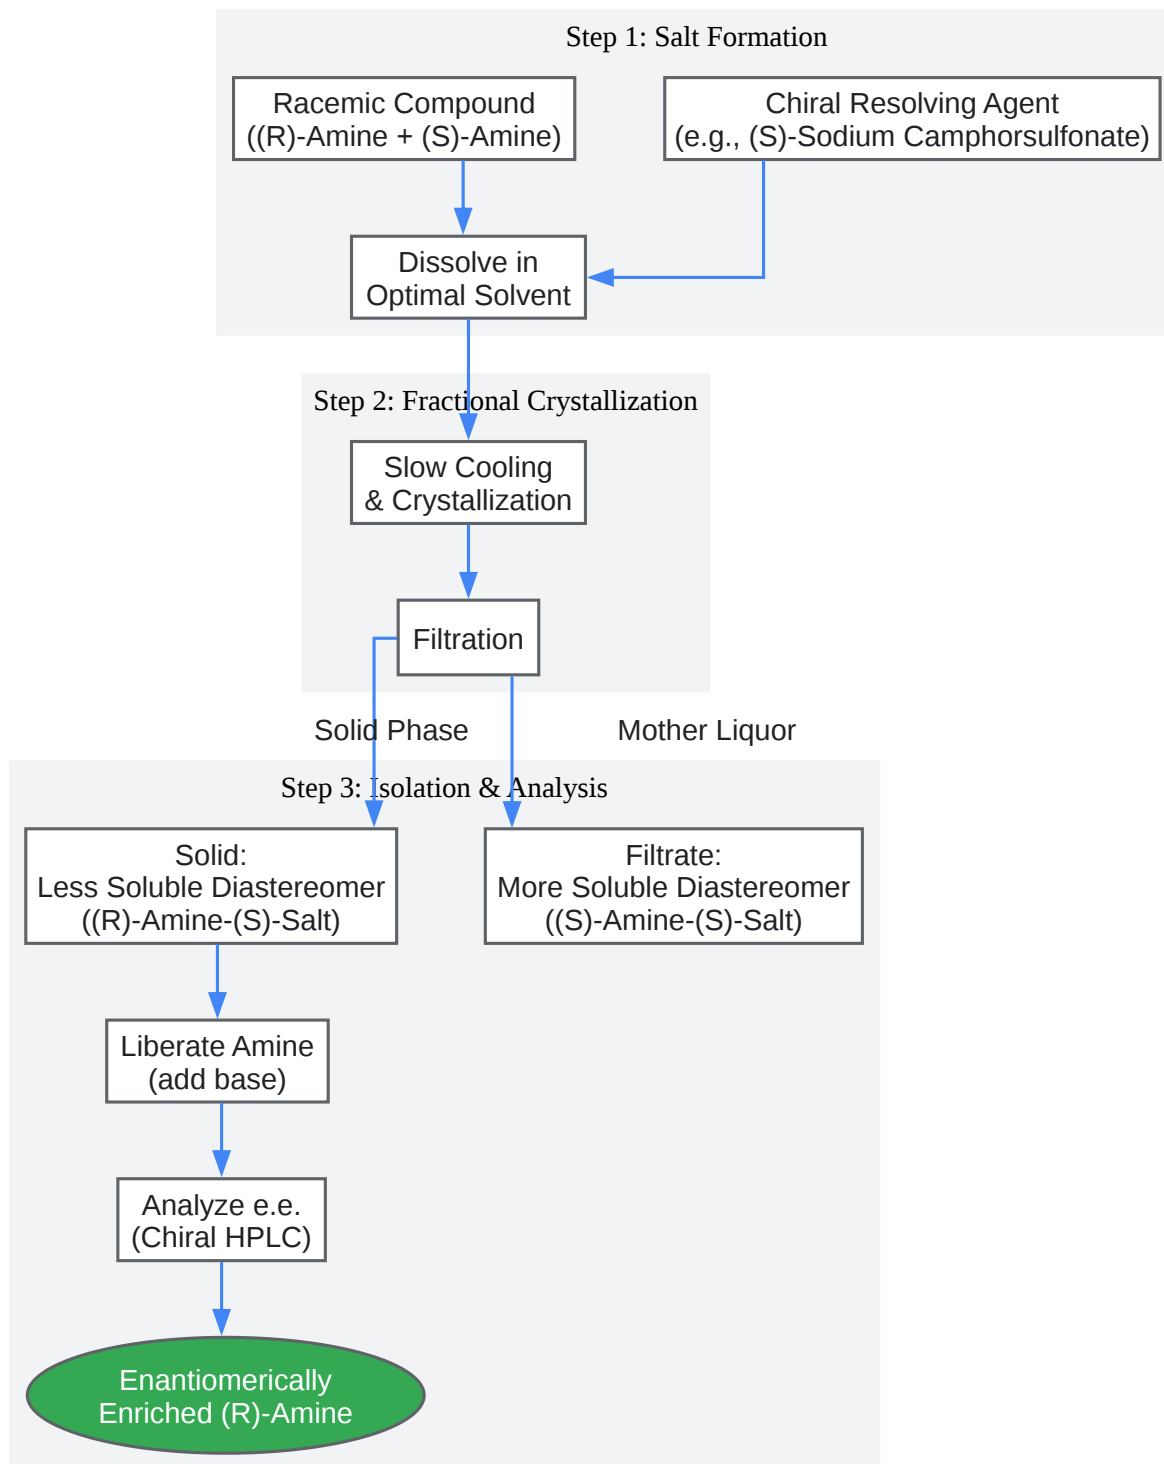 Step 1: Salt Formation
Racemic Compound
((R)-Amine + (S)-Amine)
Chiral Resolving Agent
(e.g., (S)-Sodium Camphorsulfonate)
Dissolve in
Optimal Solvent
Step 2: Fractional Crystallization
Slow Cooling
& Crystallization
Filtration
Solid Phase
Mother Liquor
Step 3: Isolation & Analysis
Solid:
Less Soluble Diastereomer
((R)-Amine-(S)-Salt)
Filtrate:
More Soluble Diastereomer
((S)-Amine-(S)-Salt)
Liberate Amine
(add base)
Analyze e.e.
(Chiral HPLC)
Enantiomerically
Enriched (R)-Amine